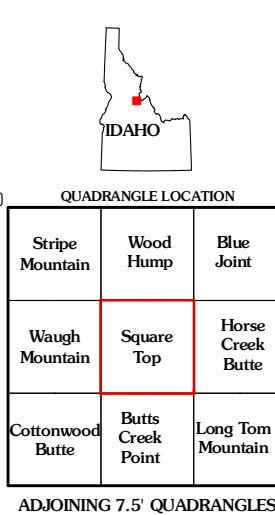 IDAHO
QUADRANGLE LOCATION
Stripe
Mountain
Wood
Hump
Blue
Joint
Waugh
Mountain
Square
Top
Horse
Creek
Butte
Cottonwood
Butte
Butts
Creek
Point
Long Tom
Mountain
ADJOINING 7.5' QUADRANGLES